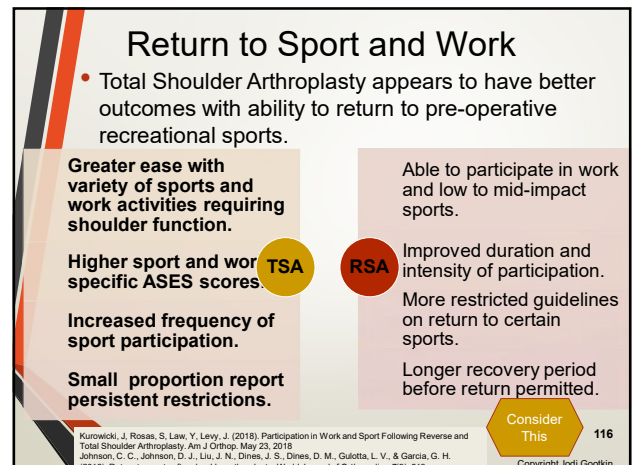 Return to Sport and Work
• Total Shoulder Arthroplasty appears to have better
outcomes with ability to return to pre-operative
recreational sports.
Greater ease with
variety of sports and
work activities requiring
shoulder function.
Higher sport and wor
specific ASES scores.
Increased frequency of
sport participation.
Small proportion report
persistent restrictions.
TSA
RSA
Able to participate in work
and low to mid-impact
sports.
Improved duration and
intensity of participation.
More restricted guidelines
on return to certain
sports.
Longer recovery period
before return permitted.
Consider
This
116
Kurowicki, J, Rosas, S, Law, Y, Levy, J. (2018). Participation in Work and Sport Following Reverse and
Total Shoulder Arthroplasty. Am J Orthop. May 23, 2018
Johnson, C. C., Johnson, D. J., Liu, J. N., Dines, J. S., Dines, D. M., Gulotta, L. V., & Garcia, G. H.
Copyright Jodi Gootkin